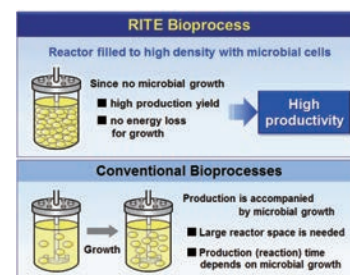 RITE Bioprocess
Reactor filled to high density with microbial cells
Since no microbial growth
■ high production yield
■ no energy loss
for growth
High
productivity
Conventional Bioprocesses
Growth
Production is accompanied
by microbial growth
■ Large reactor space is needed
■ Production (reaction) time
depends on microbial growth